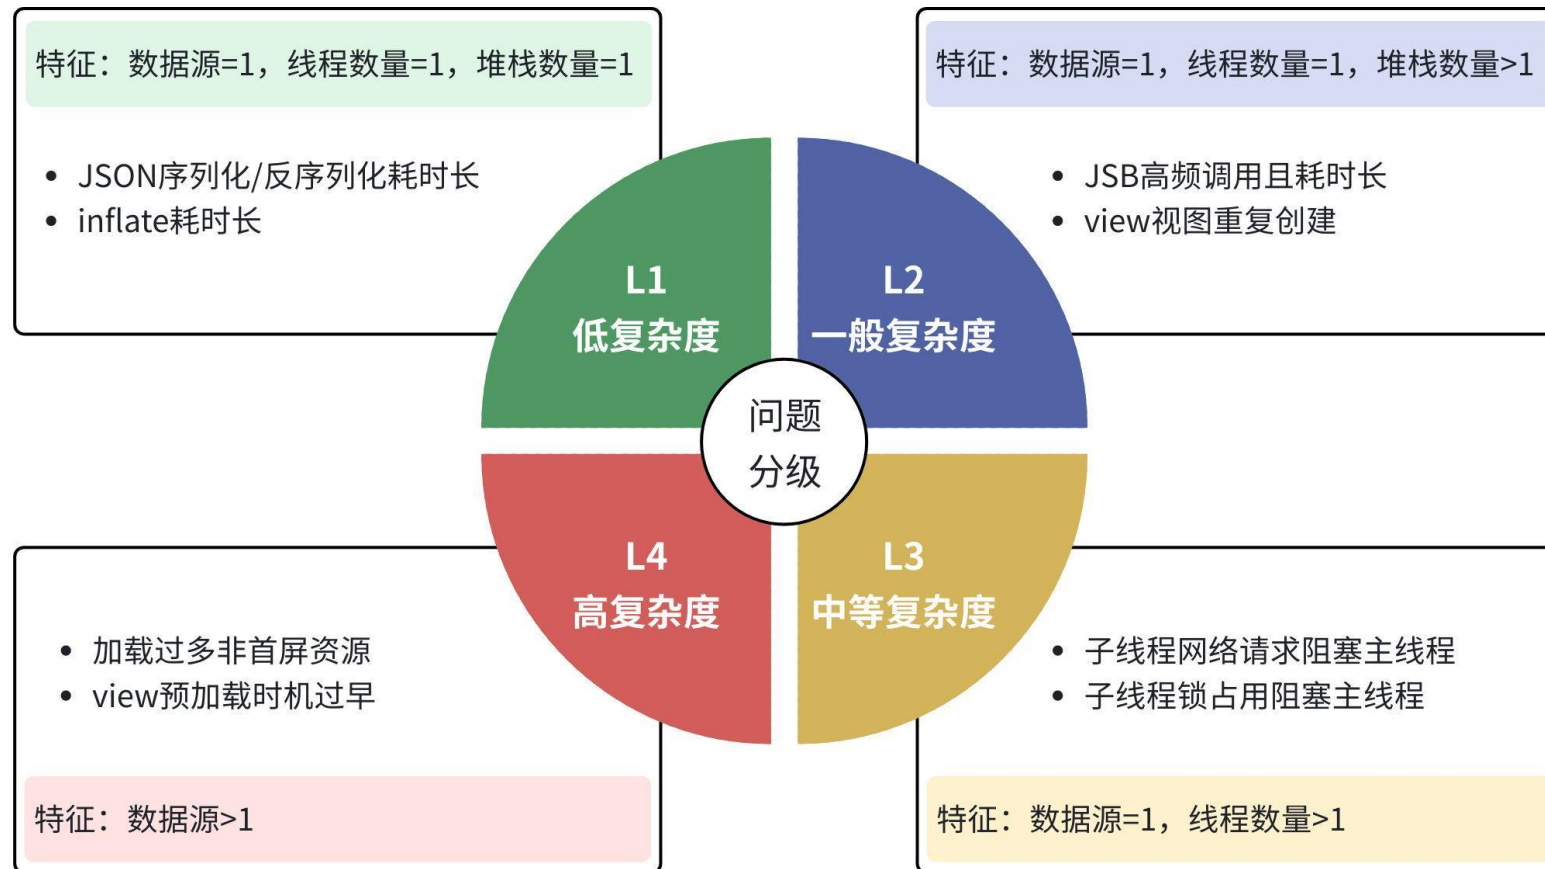 特征：数据源=1，线程数量=1，堆栈数量=1
• JSON序列化/反序列化耗时长
• inflate耗时长
L1
低复杂度
特征：数据源=1，线程数量=1，堆栈数量>1
• JSB高频调用且耗时长
• view视图重复创建
L2
一般复杂度
问题
分级
L4
高复杂度
• 加载过多非首屏资源
• view预加载时机过早
特征：数据源>1
L3
中等复杂度
• 子线程网络请求阻塞主线程
• 子线程锁占用阻塞主线程
特征：数据源=1，线程数量>1